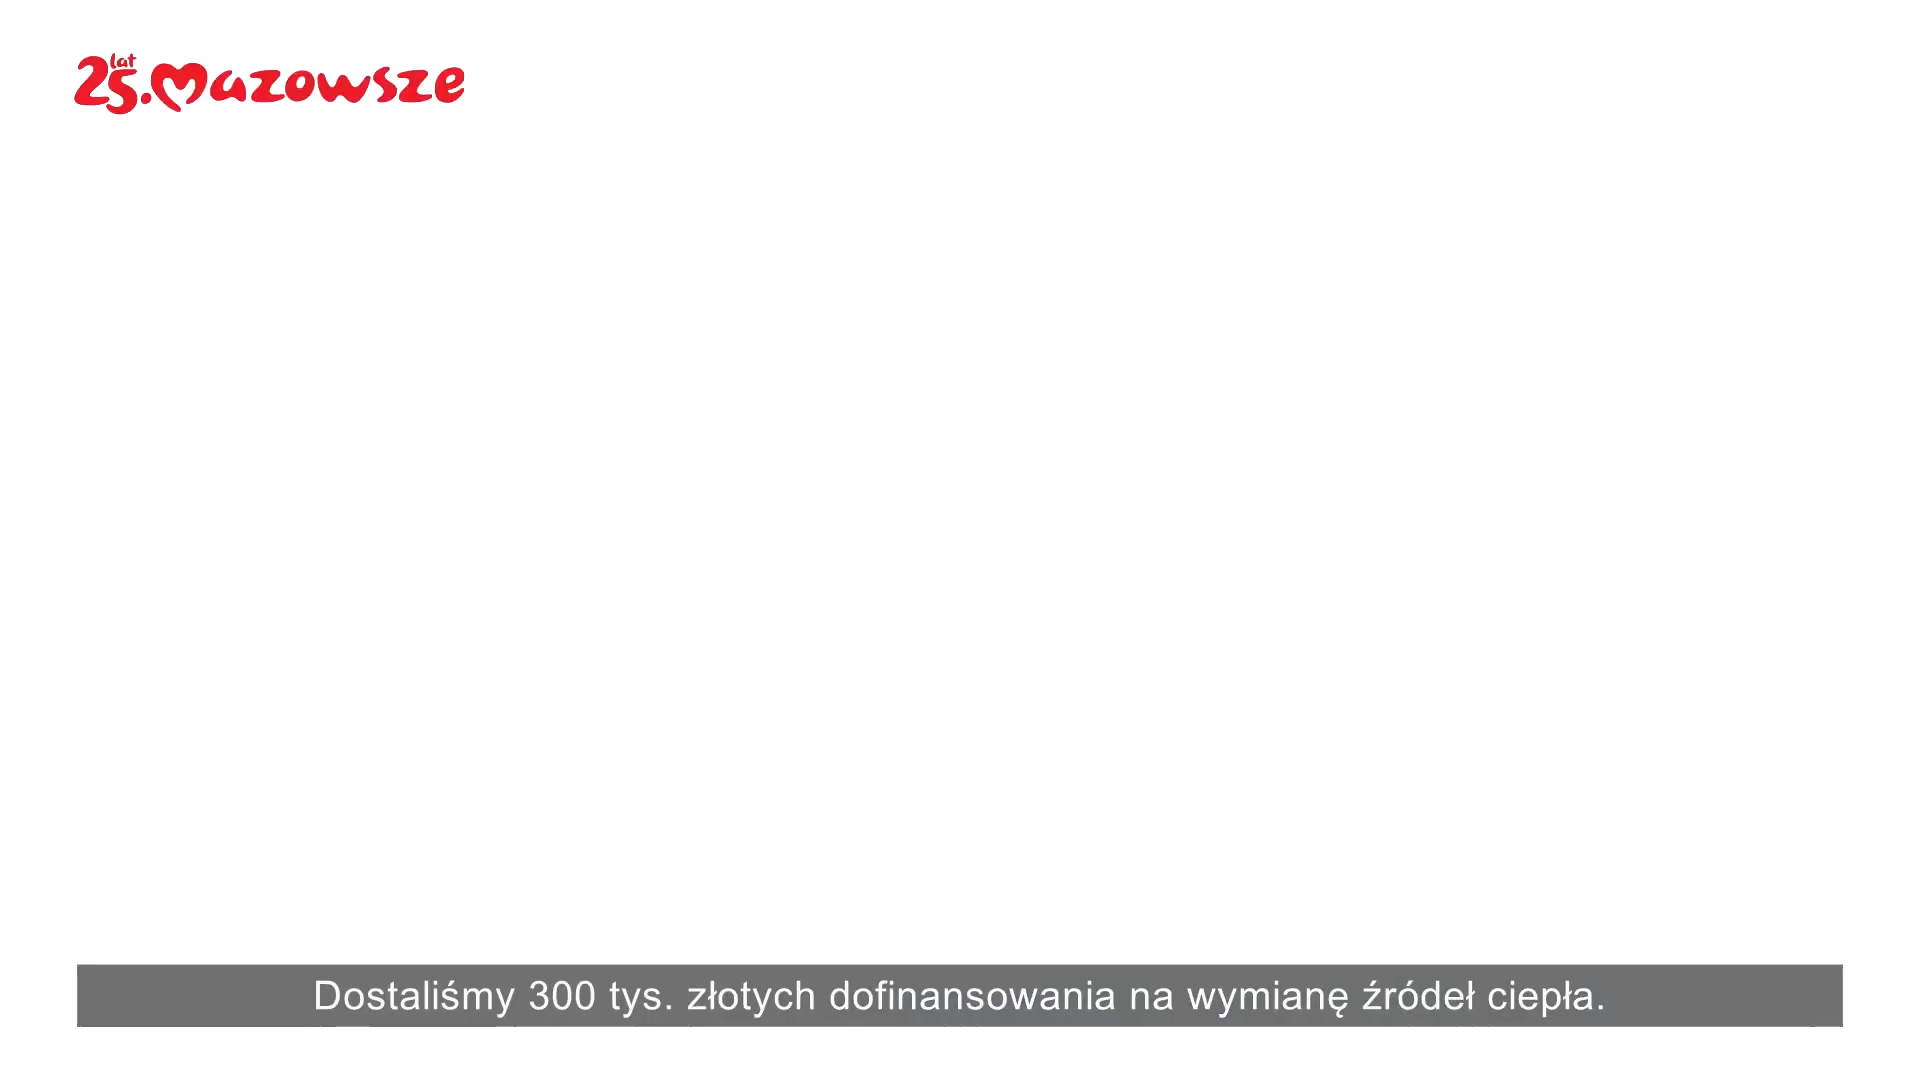 25 lat. Mazowsze
Dostaliśmy 300 tys. złotych dofinansowania na wymianę źródeł ciepła.